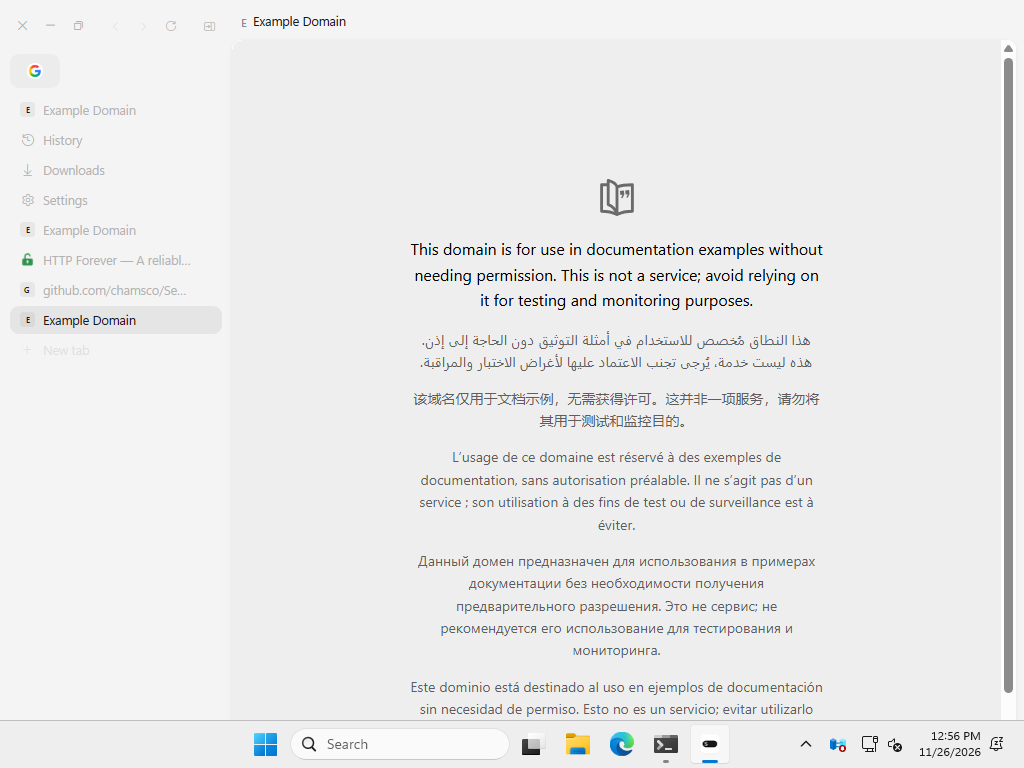 E Example Domain
E Example Domain
History
Downloads
Settings
E Example Domain
HTTP Forever — A reliabl...
G github.com/chamsco/Se...
E Example Domain
+ New tab
This domain is for use in documentation examples without
needing permission. This is not a service; avoid relying on
it for testing and monitoring purposes.
هذا النطاق مُخصص للاستخدام في أمثلة التوثيق دون الحاجة إلى إذن.
هذه ليست خدمة، يُرجى تجنب الاعتماد عليها لأغراض الاختبار والمراقبة.
该域名仅用于文档示例，无需获得许可。这并非一项服务，请勿将
其用于测试和监控目的。
L’usage de ce domaine est réservé à des exemples de
documentation, sans autorisation préalable. Il ne s’agit pas d’un
service ; son utilisation à des fins de test ou de surveillance est à
éviter.
Данный домен предназначен для использования в примерах
документации без необходимости получения
предварительного разрешения. Это не сервис; не
рекомендуется его использование для тестирования и
мониторинга.
Este dominio está destinado al uso en ejemplos de documentación
sin necesidad de permiso. Esto no es un servicio; evitar utilizarlo
Search
12:56 PM
11/26/2026